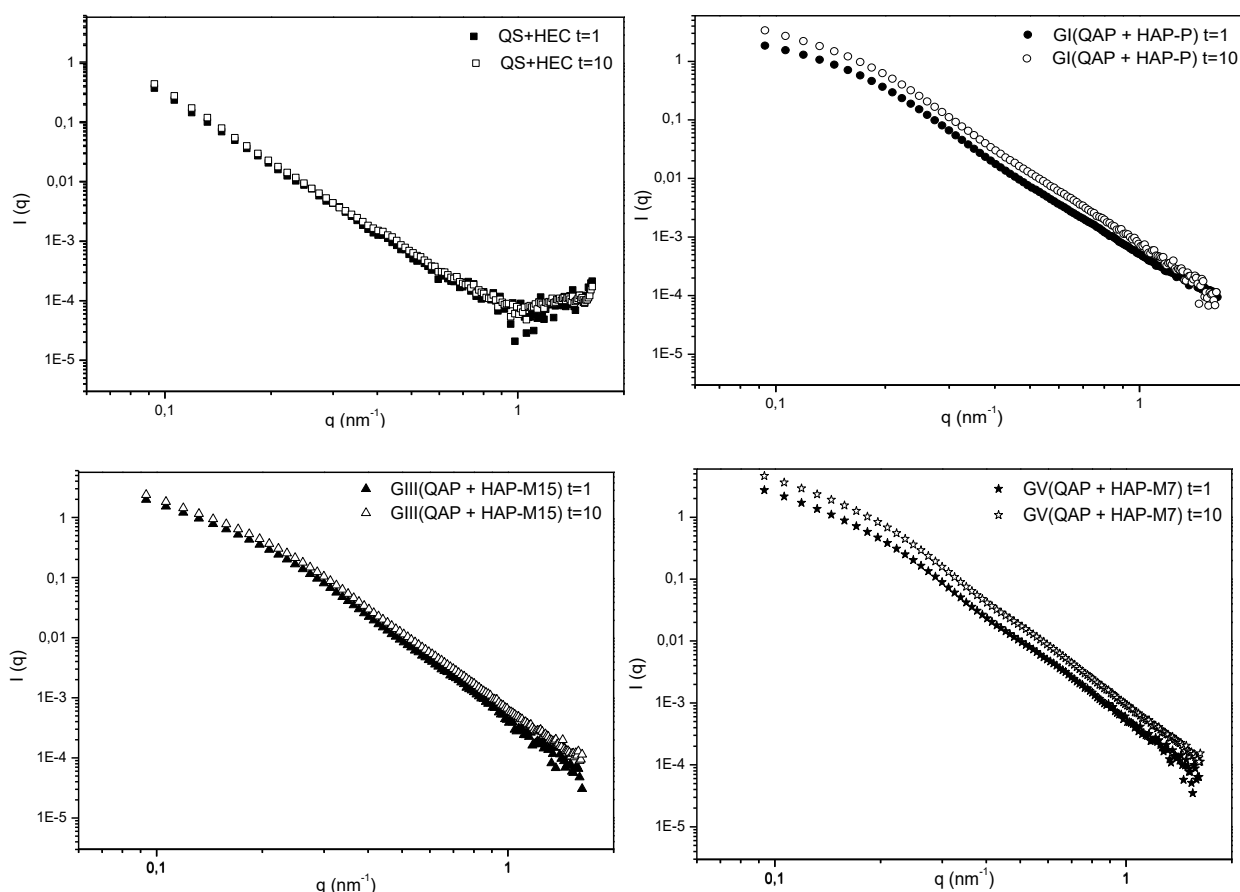 QS+HEC t=1
QS+HEC t=10
1
0,1
0,01
1E-3
1E-4
1E-5
I (q)
0,1 1
q (nm⁻¹)
GI(QAP + HAP-P) t=1
GI(QAP + HAP-P) t=10
1
0,1
0,01
1E-3
1E-4
1E-5
I (q)
0,1 1
q (nm⁻¹)
GIII(QAP + HAP-M15) t=1
GIII(QAP + HAP-M15) t=10
1
0,1
0,01
1E-3
1E-4
1E-5
I (q)
0,1 1
q (nm⁻¹)
GV(QAP + HAP-M7) t=1
GV(QAP + HAP-M7) t=10
1
0,1
0,01
1E-3
1E-4
1E-5
I (q)
0,1 1
q (nm⁻¹)